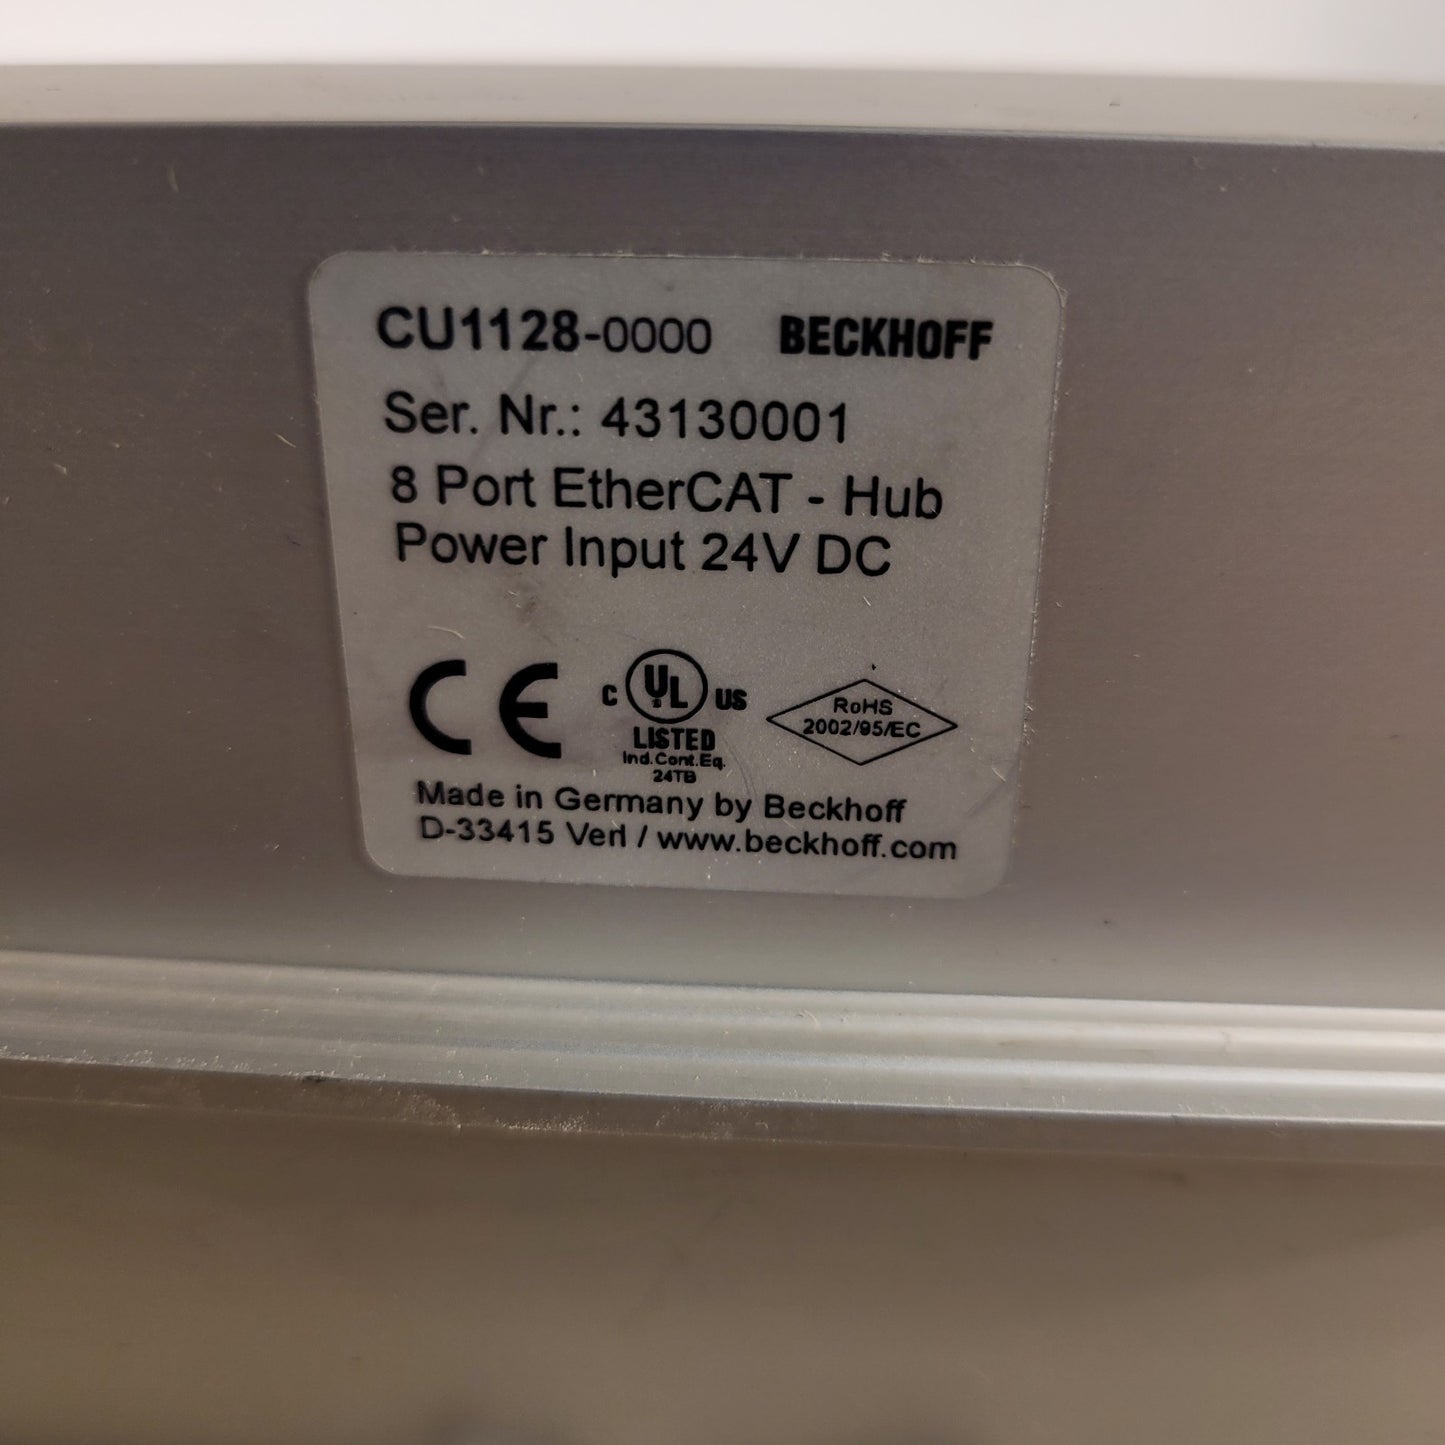 CU1128-0000 BECKHOFF
Ser. Nr.: 43130001
8 Port EtherCAT - Hub
Power Input 24V DC
CE
C UL US
LISTED
Ind.Cont.Eq.
24TB
RoHS
2002/95/EC
Made in Germany by Beckhoff
D-33415 Verl / www.beckhoff.com